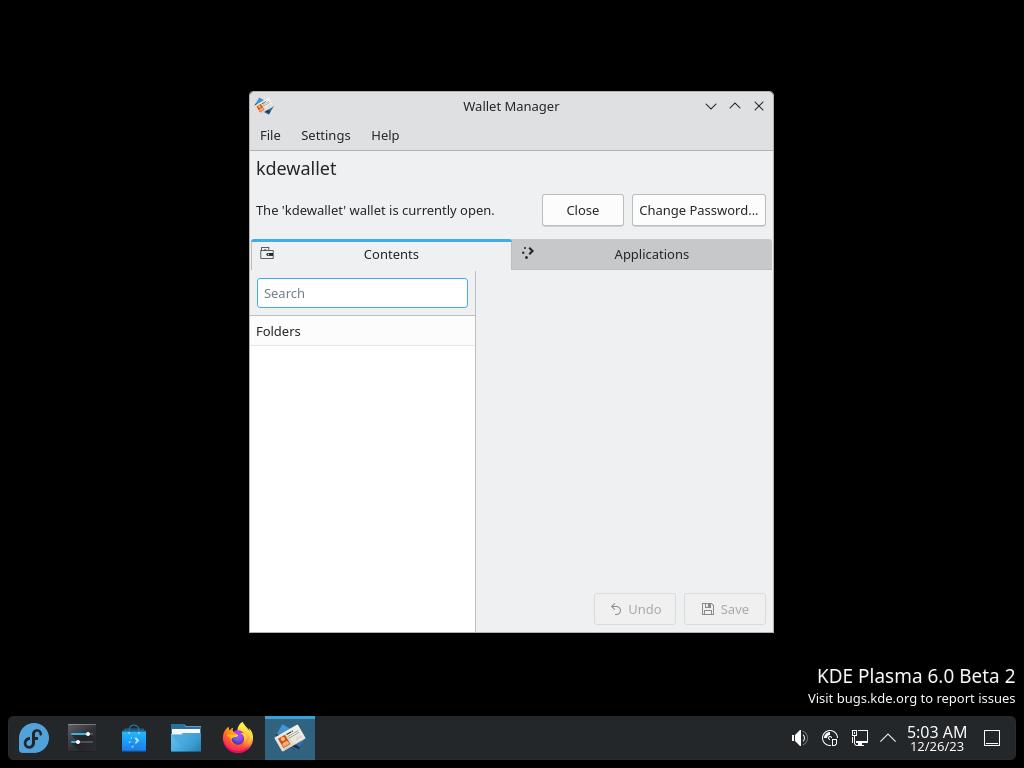 Wallet Manager
File Settings Help
kdewallet
The 'kdewallet' wallet is currently open. Close Change Password...
Contents Applications
Search
Folders
Undo Save
KDE Plasma 6.0 Beta 2
Visit bugs.kde.org to report issues
5:03 AM
12/26/23